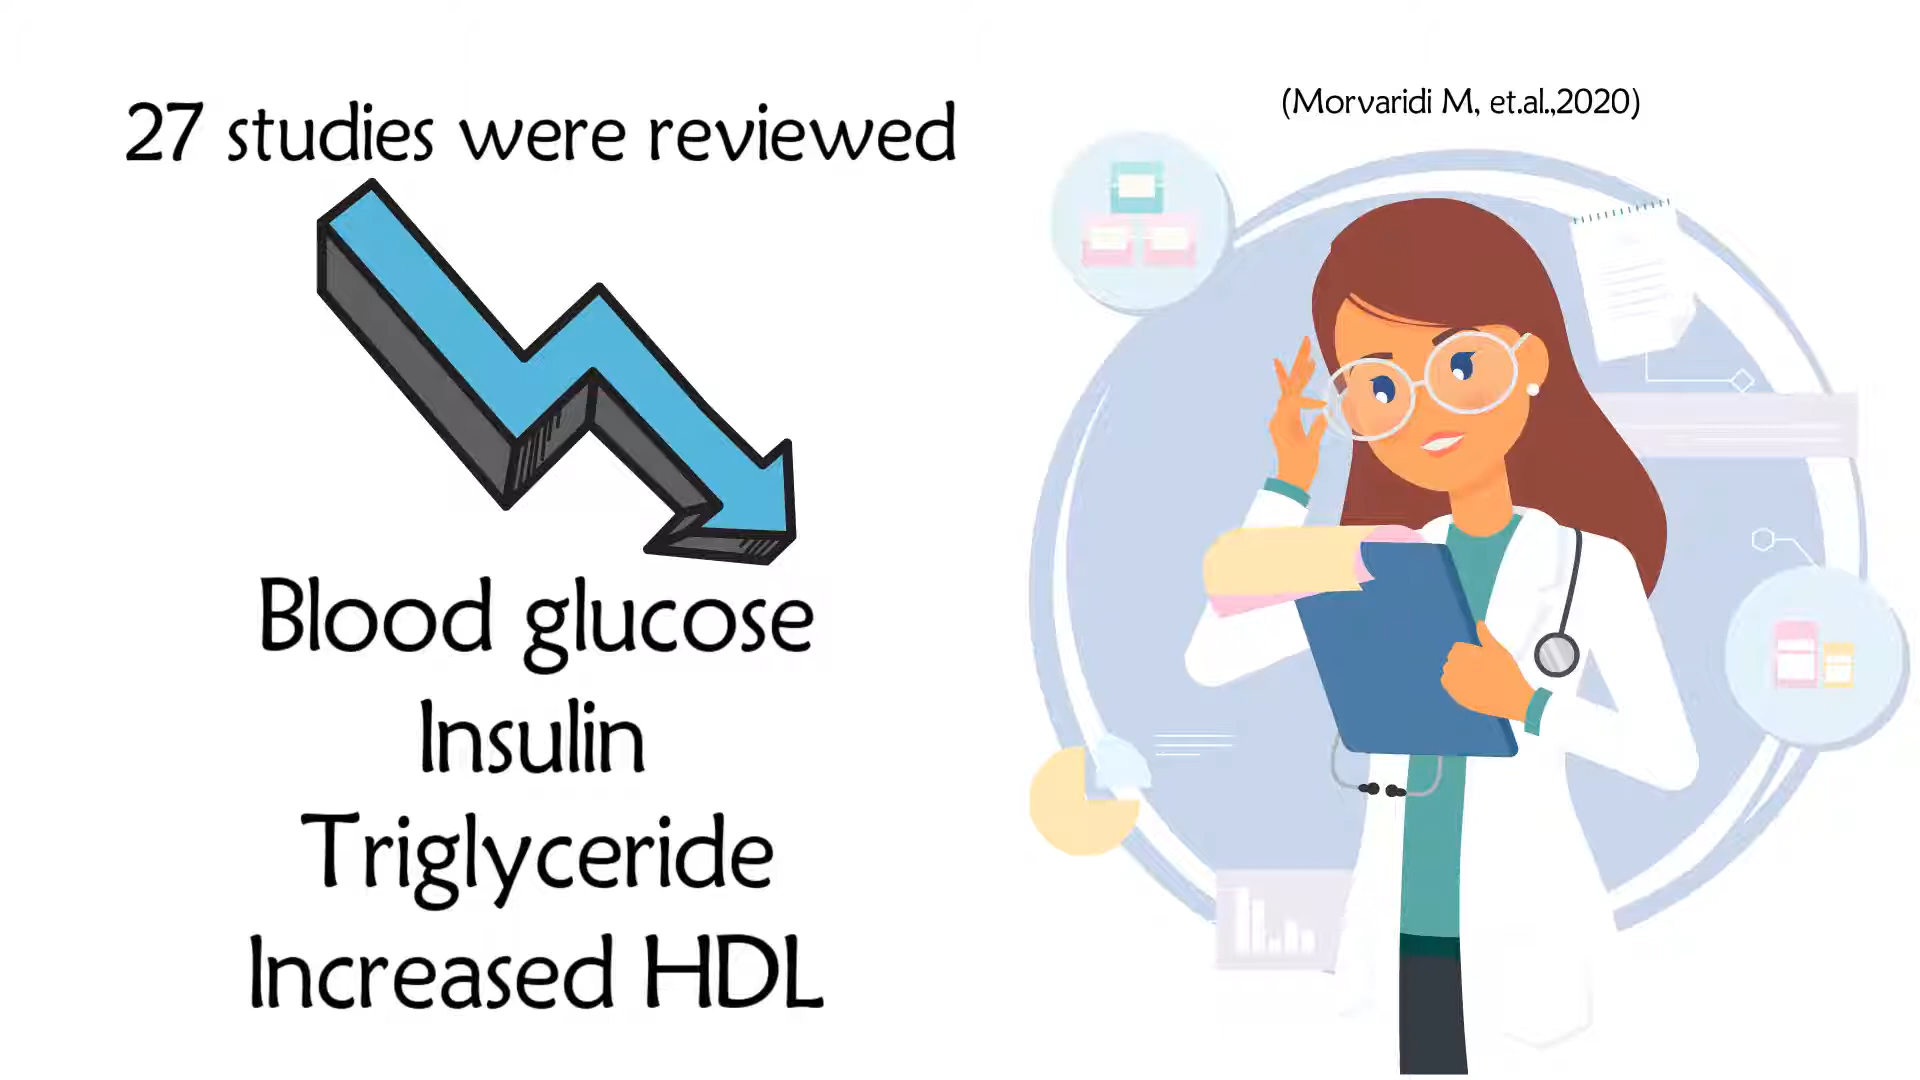 27 studies were reviewed
(Morvaridi M, et.al.,2020)
Blood glucose
Insulin
Triglyceride
Increased HDL